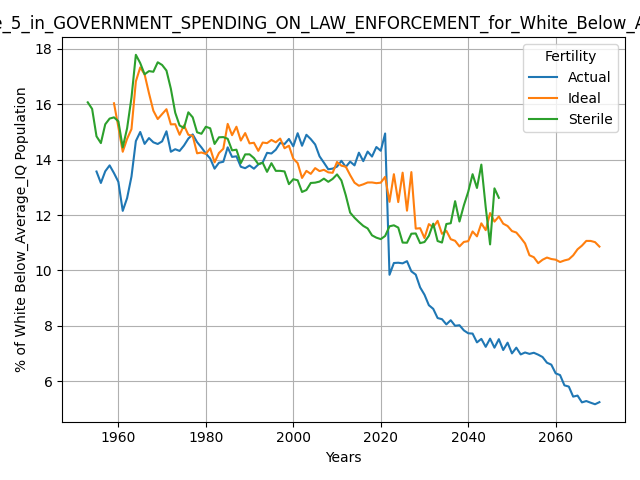 e_5_in_GOVERNMENT_SPENDING_ON_LAW_ENFORCEMENT_for_White_Below_A
Fertility
Actual
Ideal
Sterile
% of White Below_Average_IQ Population
18
16
14
12
10
8
6
1960
1980
2000
2020
2040
2060
Years